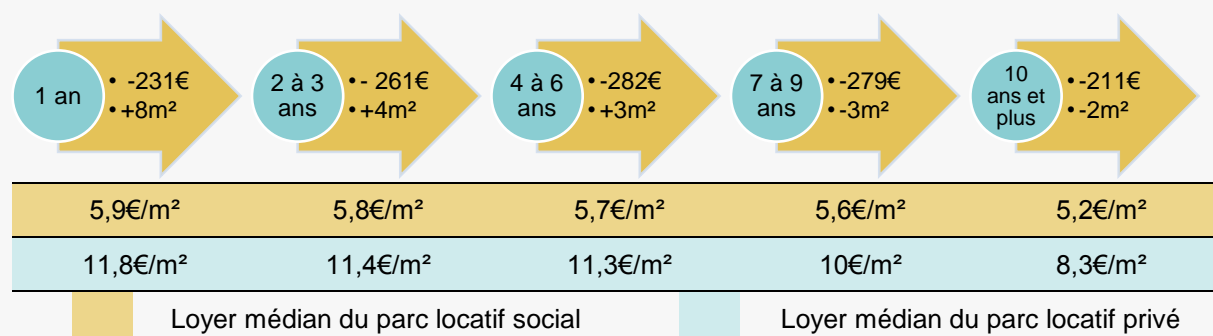 1 an
• -231€
• +8m²
2 à 3
ans
• - 261€
• +4m²
4 à 6
ans
• -282€
• +3m²
7 à 9
ans
• -279€
• -3m²
10
ans et
plus
• -211€
• -2m²
5,9€/m² 5,8€/m² 5,7€/m² 5,6€/m² 5,2€/m²
11,8€/m² 11,4€/m² 11,3€/m² 10€/m² 8,3€/m²
Loyer médian du parc locatif social Loyer médian du parc locatif privé